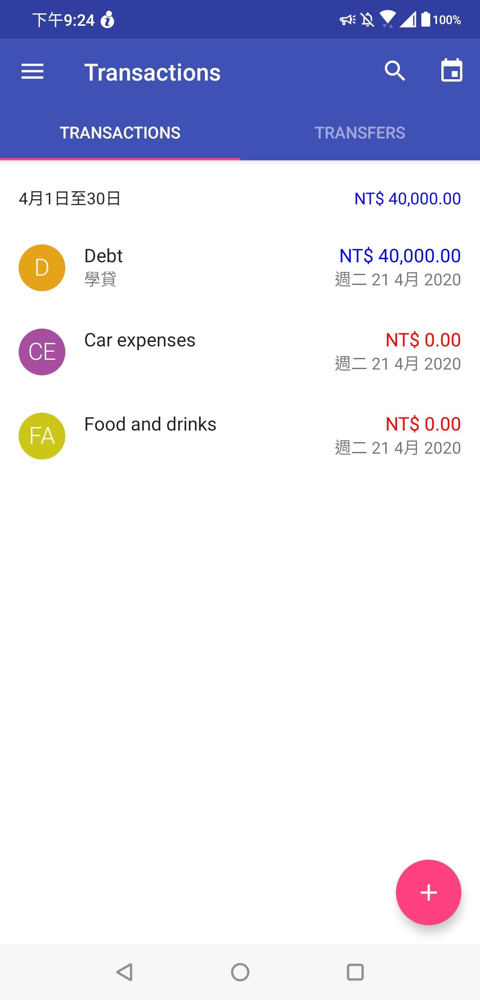 下午9:24 100%
Transactions
TRANSACTIONS TRANSFERS
4月1日至30日 NT$ 40,000.00
D Debt NT$ 40,000.00
學貸 週二 21 4月 2020
CE Car expenses NT$ 0.00
週二 21 4月 2020
FA Food and drinks NT$ 0.00
週二 21 4月 2020